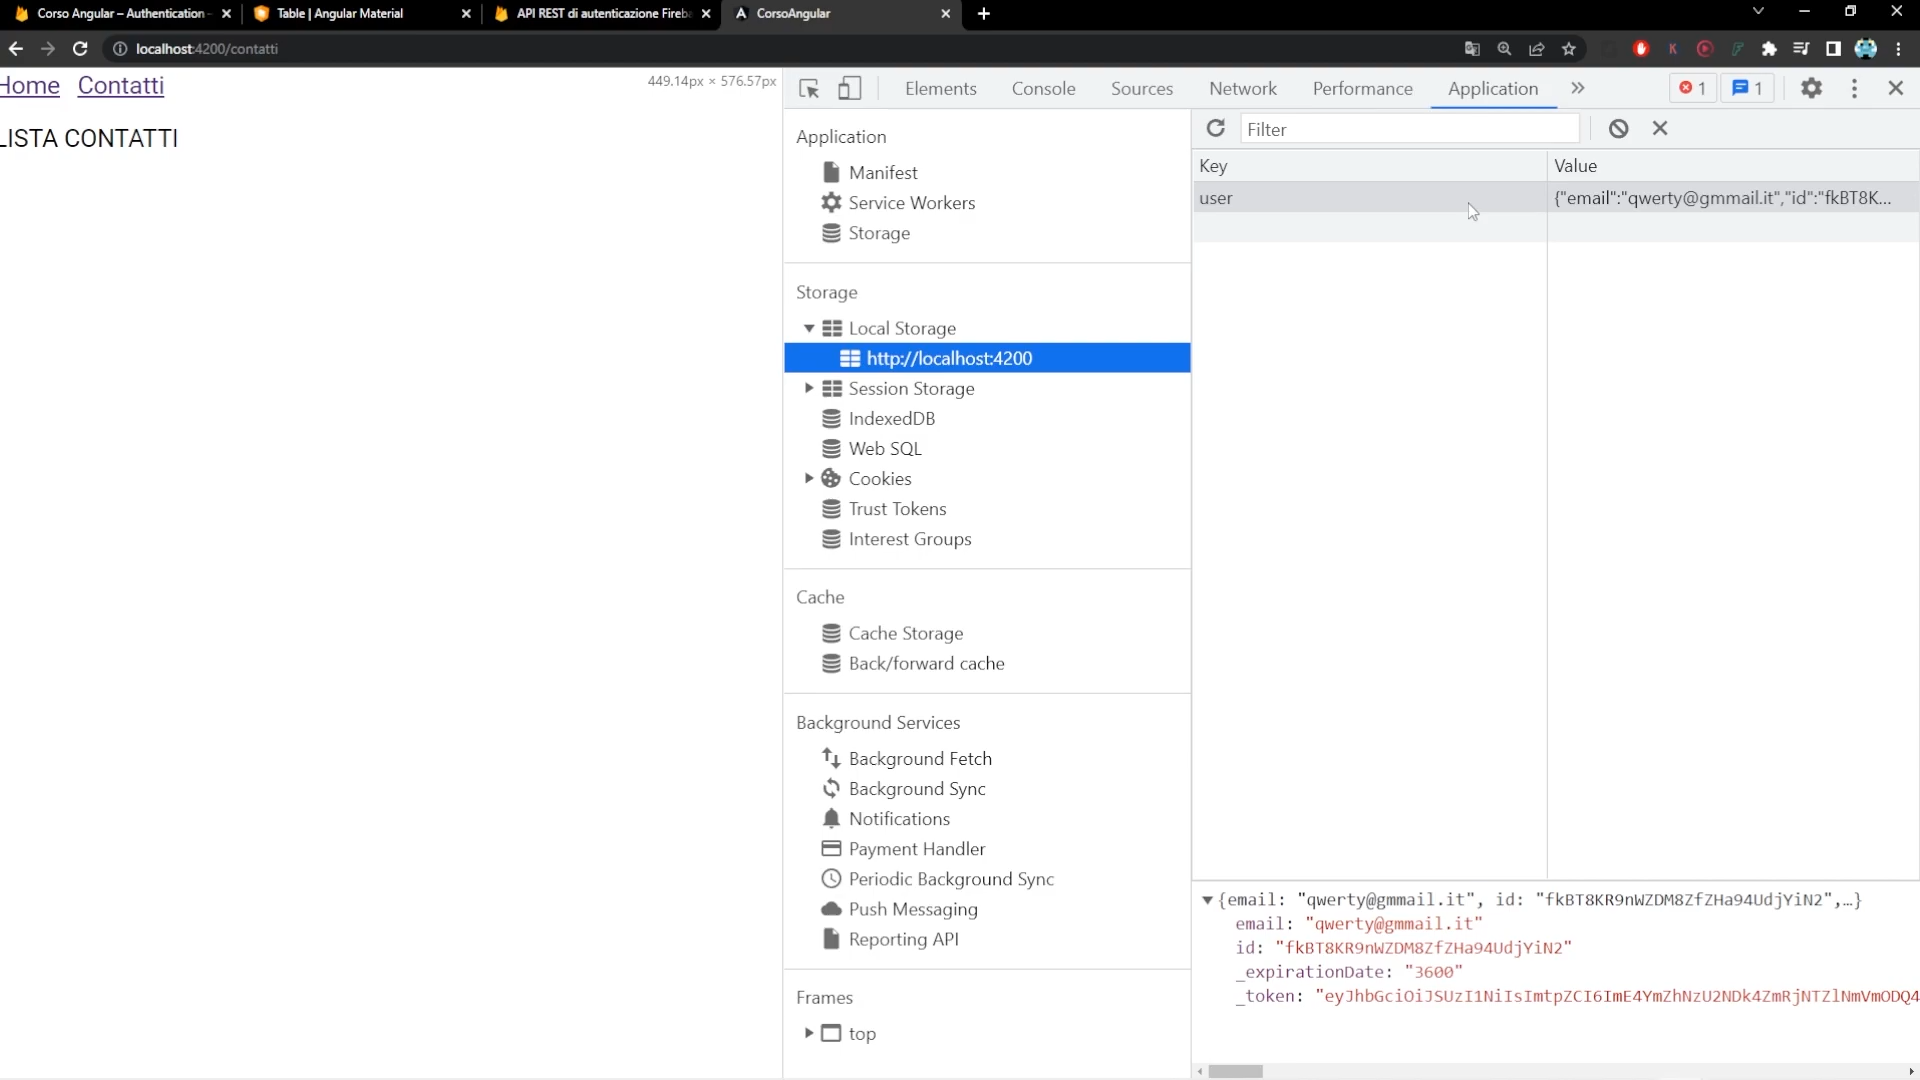 Corso Angular – Authentication -
Table | Angular Material
API REST di autenticazione Fireba
CorsoAngular
localhost:4200/contatti
Home Contatti
449.14px × 576.57px
LISTA CONTATTI
Elements Console Sources Network Performance Application 1 1
Filter
Application
Manifest
Service Workers
Storage
Storage
Local Storage
http://localhost:4200
Session Storage
IndexedDB
Web SQL
Cookies
Trust Tokens
Interest Groups
Cache
Cache Storage
Back/forward cache
Background Services
Background Fetch
Background Sync
Notifications
Payment Handler
Periodic Background Sync
Push Messaging
Reporting API
Frames
top
Key Value
user {"email":"qwerty@gmmail.it","id":"fkBT8K...
{email: "qwerty@gmmail.it", id: "fkBT8KR9nWZDM8ZfZHa94UdjYiN2",…}
email: "qwerty@gmmail.it"
id: "fkBT8KR9nWZDM8ZfZHa94UdjYiN2"
_expirationDate: "3600"
_token: "eyJhbGciOiJSUzI1NiIsImtpZCI6ImE4YmZhNzU2NDk4ZmRjNTZlNmVmODQ4